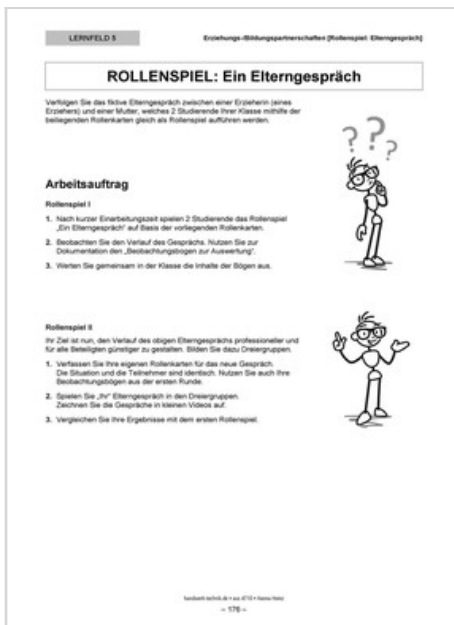 LERNFELD 5
Erziehungs-/Bildungspartnerschaften [Rollenspiel: Elterngespräch]
ROLLENSPIEL: Ein Elterngespräch
Verfolgen Sie das fiktive Elterngespräch zwischen einer Erzieherin (eines
Erziehers) und einer Mutter, welches 2 Studierende Ihrer Klasse mithilfe der
beiliegenden Rollenkarten gleich als Rollenspiel aufführen werden.
? ? ?
Arbeitsauftrag
Rollenspiel I
1. Nach kurzer Einarbeitungszeit spielen 2 Studierende das Rollenspiel
„Ein Elterngespräch" auf Basis der vorliegenden Rollenkarten.
2. Beobachten Sie den Verlauf des Gesprächs. Nutzen Sie zur
Dokumentation den „Beobachtungsbogen zur Auswertung".
3. Werten Sie gemeinsam in der Klasse die Inhalte der Bögen aus.
Rollenspiel II
Ihr Ziel ist nun, den Verlauf des obigen Elterngesprächs professioneller und
für alle Beteiligten günstiger zu gestalten. Bilden Sie dazu Dreiergruppen.
1. Verfassen Sie Ihre eigenen Rollenkarten für das neue Gespräch.
Die Situation und die Teilnehmer sind identisch. Nutzen Sie auch Ihre
Beobachtungsbögen aus der ersten Runde.
2. Spielen Sie „Ihr" Elterngespräch in den Dreiergruppen.
Zeichnen Sie die Gespräche in kleinen Videos auf.
3. Vergleichen Sie Ihre Ergebnisse mit dem ersten Rollenspiel.
handwerk-technik.de • aus 4710 • Hanna Heinz
– 176 –